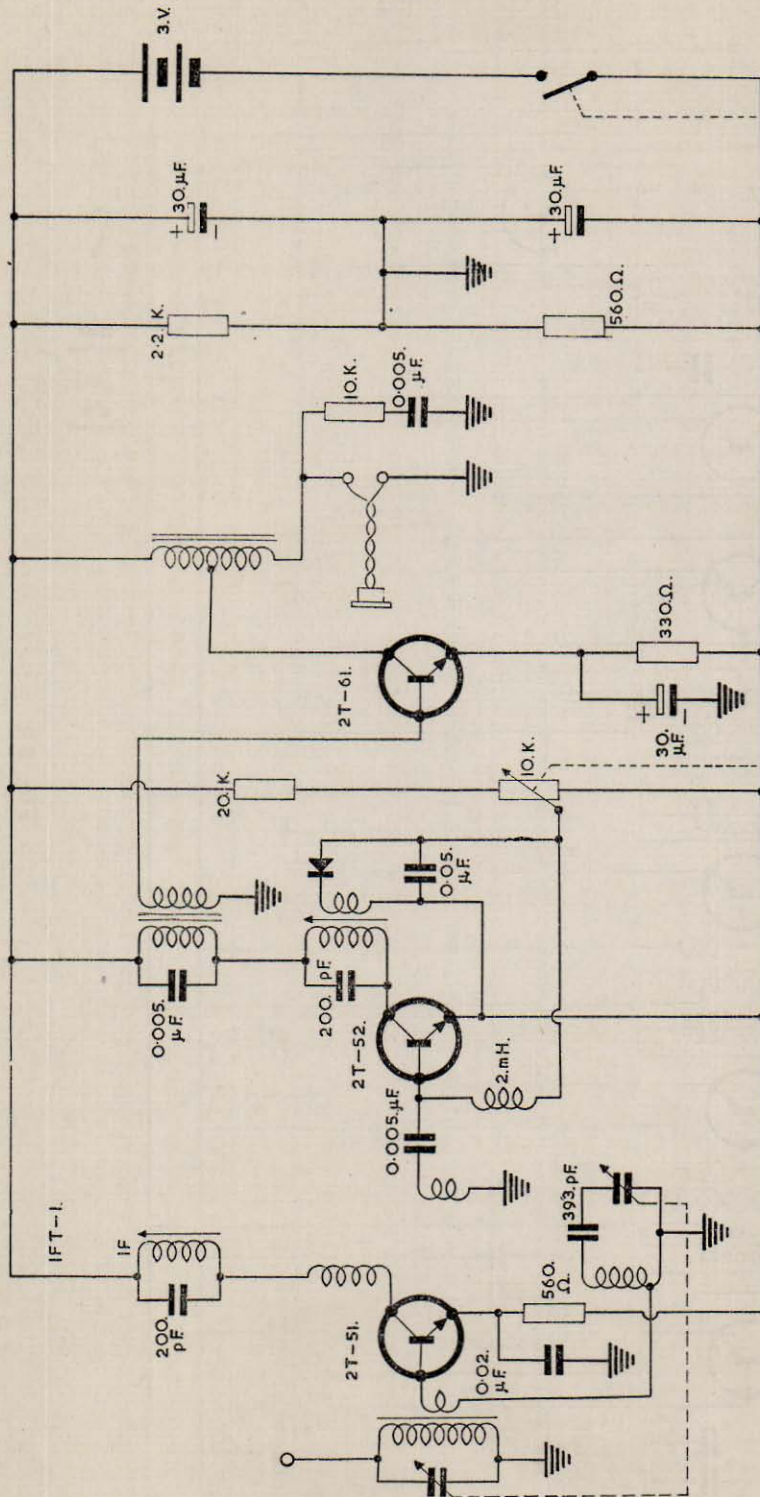 3.V.
+
30.µF.
-
+
30.µF.
2·2 K.
560.Ω.
10.K.
0·005.
µF.
2T-61.
330.Ω.
+
30.
µF.
-
20. K.
10.K.
0·05.
µF.
0·005.
µF.
200.
pF.
2T-52.
2.mH.
0·005.µF.
IFT-1.
IF
200.
pF.
2T-51.
393.pF.
560.
Ω.
0·02.
µF.